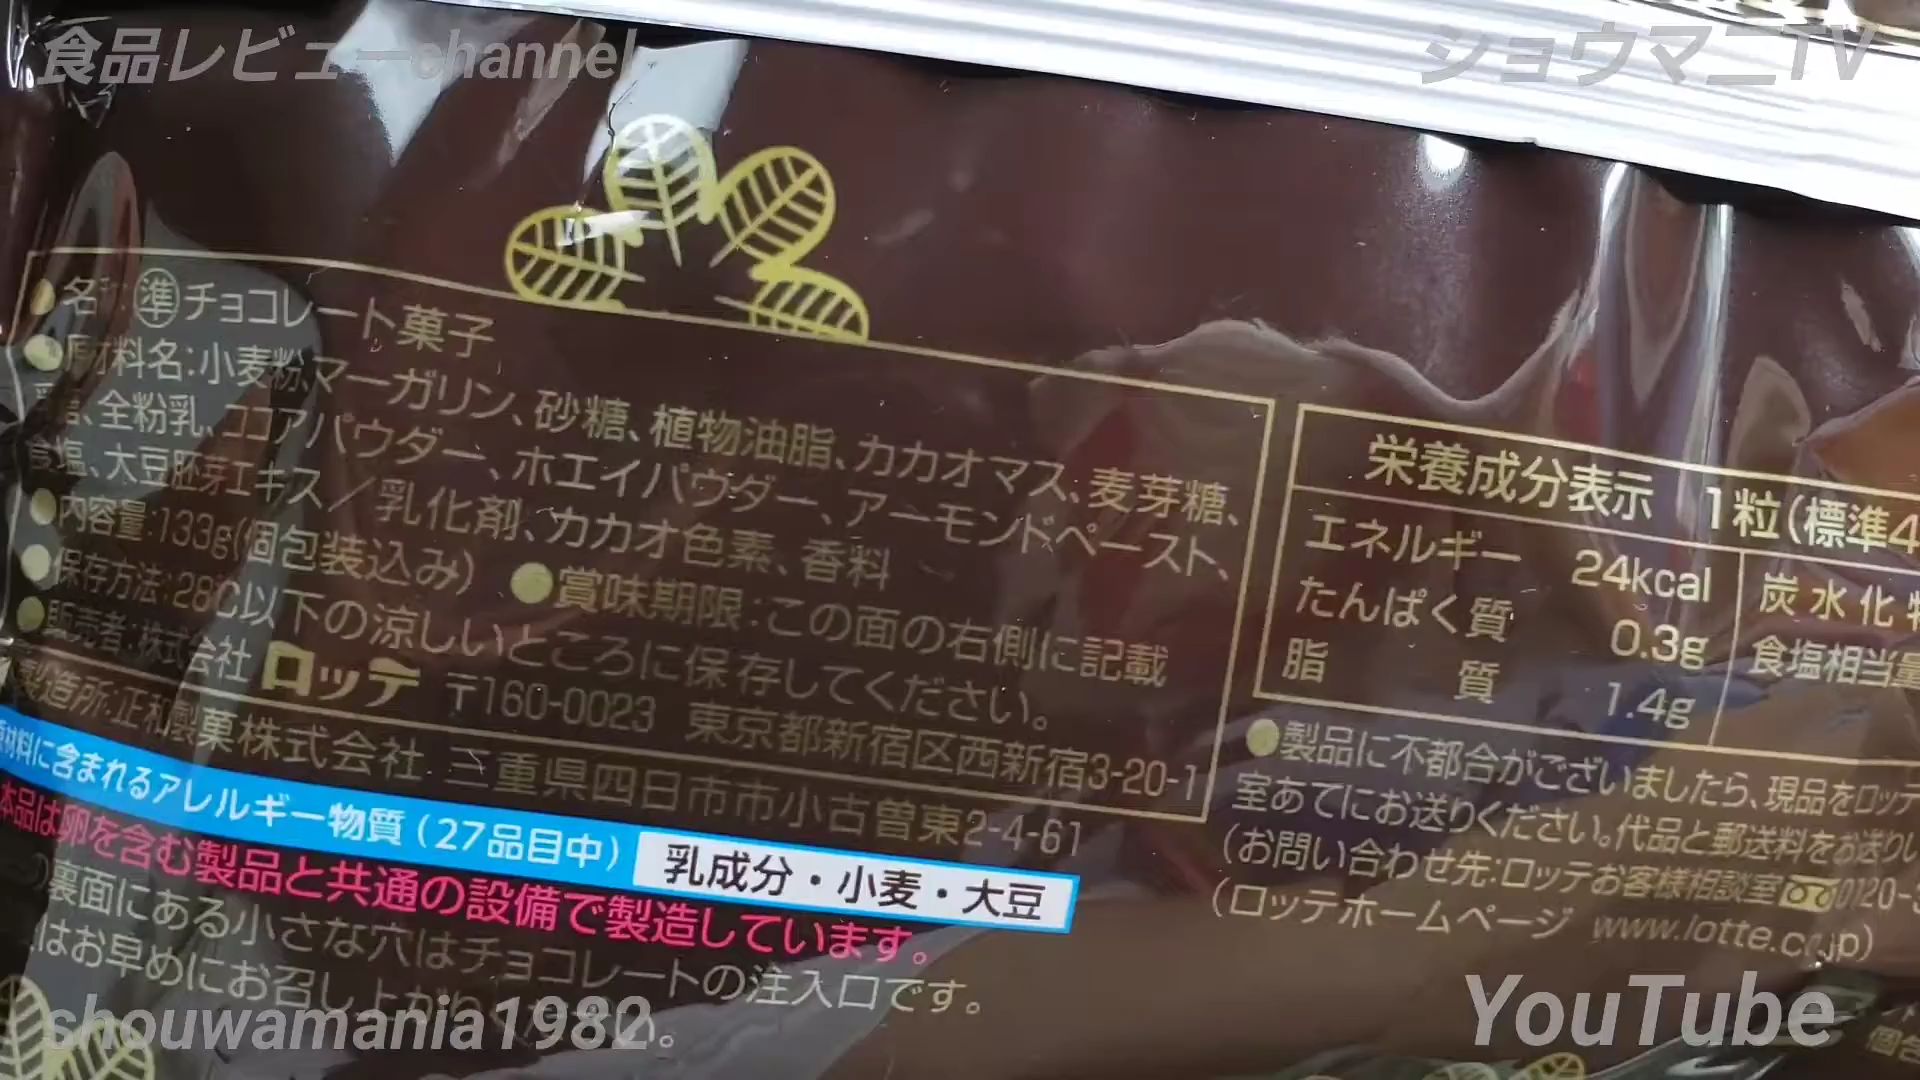 食品レビューchannel
ショウマニTV
●名 準チョコレート菓子
●原材料名:小麦粉、マーガリン、砂糖、植物油脂、カカオマス、麦芽糖、
乳糖、全粉乳、ココアパウダー、ホエイパウダー、アーモンドペースト、
食塩、大豆胚芽エキス/乳化剤、カカオ色素、香料
●内容量:133g(個包装込み) ●賞味期限:この面の右側に記載
●保存方法:28℃以下の涼しいところに保存してください。
●販売者:株式会社 ロッテ 〒160-0023 東京都新宿区西新宿3-20-1
製造所:正和製菓株式会社 三重県四日市市小古曽東2-4-61
原材料に含まれるアレルギー物質(27品目中) 乳成分・小麦・大豆
本品は卵を含む製品と共通の設備で製造しています。
裏面にある小さな穴はチョコレートの注入口です。
はお早めにお召し上がりください。
栄養成分表示 1粒(標準4
エネルギー 24kcal
たんぱく質 0.3g
脂質 1.4g
炭水化物
食塩相当量
●製品に不都合がございましたら、現品をロッテ
室あてにお送りください。代品と郵送料をお送りし
(お問い合わせ先:ロッテお客様相談室 0120-
(ロッテホームページ www.lotte.co.jp)
shouwamania1982
YouTube
個包